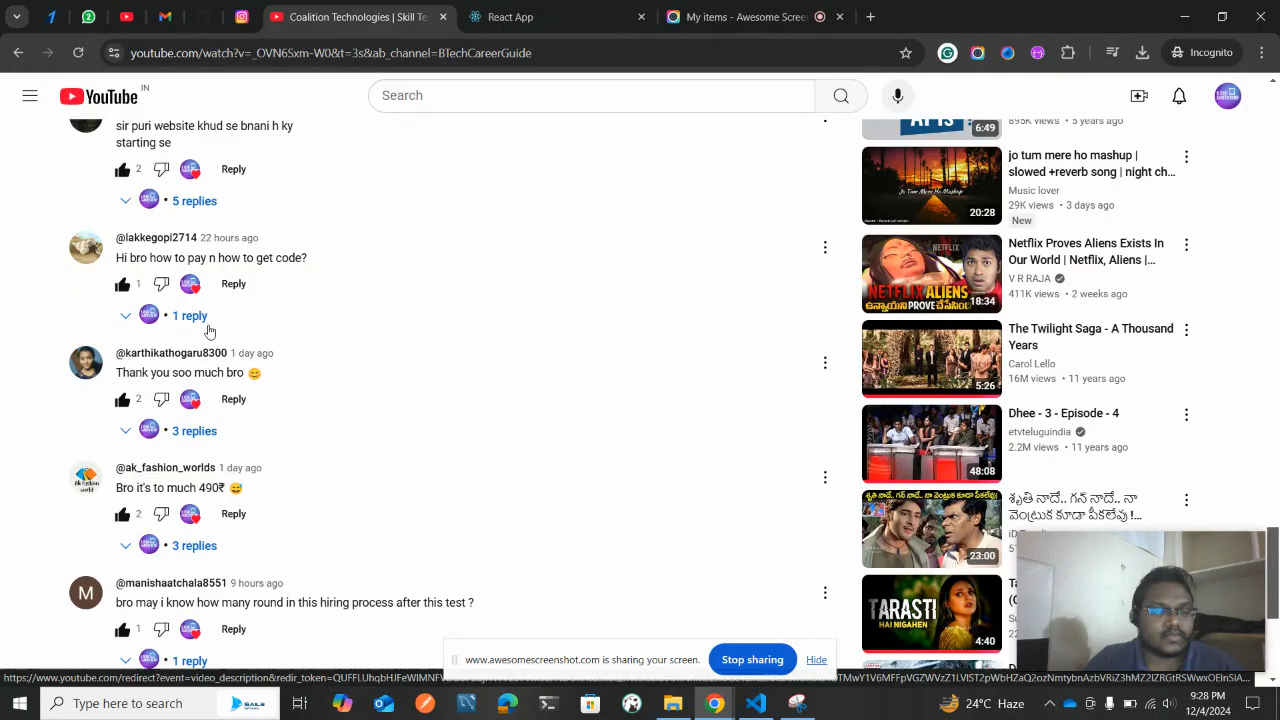 Coalition Technologies | Skill Te
React App
My items - Awesome Scree
youtube.com/watch?v=_OVN6Sxm-W0&t=3s&ab_channel=BTechCareerGuide
Incognito
YouTube
IN
Search
sir puri website khud se bnani h ky
starting se
2
Reply
5 replies
@lakkegopi2714 22 hours ago
Hi bro how to pay n how to get code?
1
Reply
1 reply
@karthikathogaru8300 1 day ago
Thank you soo much bro 😊
2
Reply
3 replies
@ak_fashion_worlds 1 day ago
Bro it's to much 490₹ 😅
2
Reply
3 replies
@manishaatchala8551 9 hours ago
bro may i know how many round in this hiring process after this test ?
1
Reply
1 reply
M
895K views • 5 years ago
6:49
jo tum mere ho mashup |
slowed +reverb song | night ch...
Music lover
29K views • 3 days ago
New
Jo Tum Mere Ho Mashup
20:28
Netflix Proves Aliens Exists In
Our World | Netflix, Aliens |...
V R RAJA
411K views • 2 weeks ago
NETFLIX
NETFLIX ALIENS
18:34
The Twilight Saga - A Thousand
Years
Carol Lello
16M views • 11 years ago
5:26
Dhee - 3 - Episode - 4
etvteluguindia
2.2M views • 11 years ago
48:08
శృతి నాదే.. గన్ నాదే.. నా
వెంట్రుక కూడా పీకలేవు !...
23:00
TARASTI
HAI NIGAHEN
4:40
www.awesomescreenshot.com is sharing your screen.
Stop sharing
Hide
Type here to search
24°C Haze
9:28 PM
12/4/2024